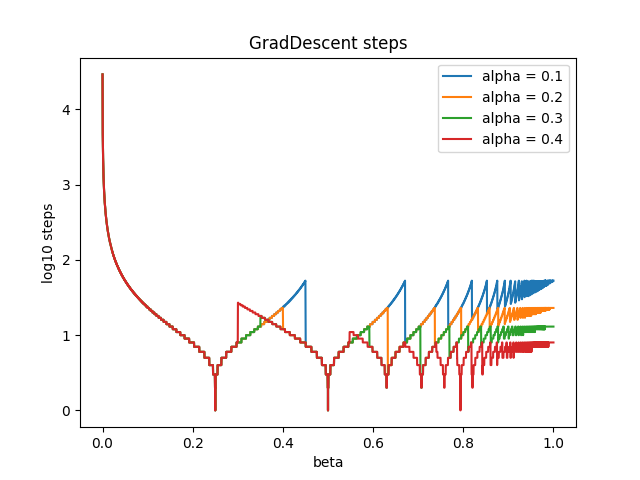 GradDescent steps
alpha = 0.1
alpha = 0.2
alpha = 0.3
alpha = 0.4
log10 steps
4
3
2
1
0
0.0 0.2 0.4 0.6 0.8 1.0
beta